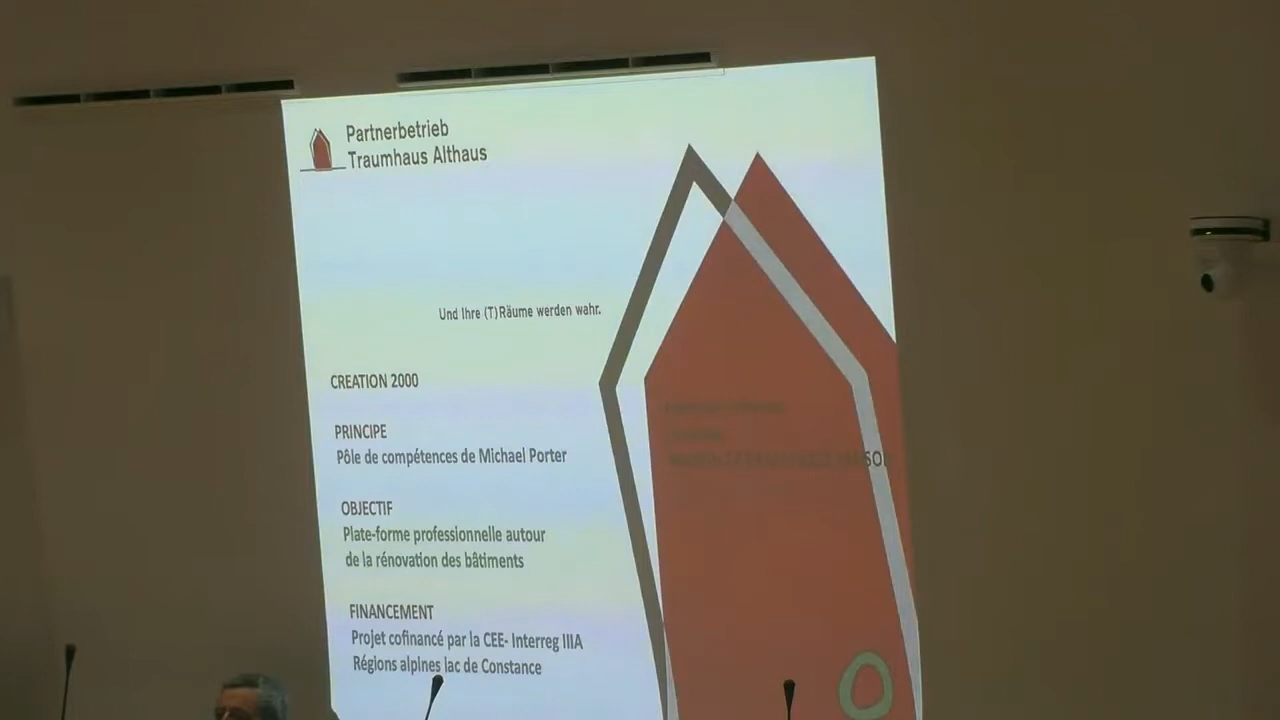 Partnerbetrieb
Traumhaus Althaus
Und Ihre (T)Räume werden wahr.
CREATION 2000
PRINCIPE
Pôle de compétences de Michael Porter
OBJECTIF
Plate-forme professionnelle autour
de la rénovation des bâtiments
FINANCEMENT
Projet cofinancé par la CEE- Interreg IIIA
Régions alpines lac de Constance